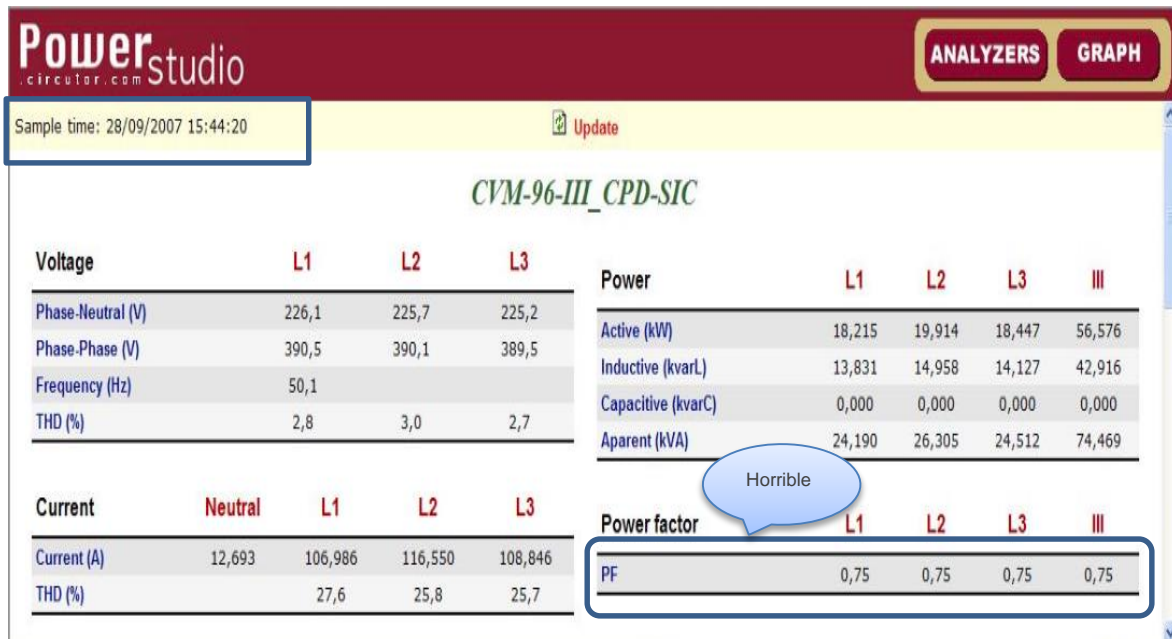 Power studio
.circutor.com
ANALYZERS GRAPH
Sample time: 28/09/2007 15:44:20
Update
CVM-96-III_CPD-SIC
Voltage L1 L2 L3
Phase-Neutral (V) 226,1 225,7 225,2
Phase-Phase (V) 390,5 390,1 389,5
Frequency (Hz) 50,1
THD (%) 2,8 3,0 2,7
Power L1 L2 L3 III
Active (kW) 18,215 19,914 18,447 56,576
Inductive (kvarL) 13,831 14,958 14,127 42,916
Capacitive (kvarC) 0,000 0,000 0,000 0,000
Aparent (kVA) 24,190 26,305 24,512 74,469
Current Neutral L1 L2 L3
Current (A) 12,693 106,986 116,550 108,846
THD (%) 27,6 25,8 25,7
Horrible
Power factor L1 L2 L3 III
PF 0,75 0,75 0,75 0,75